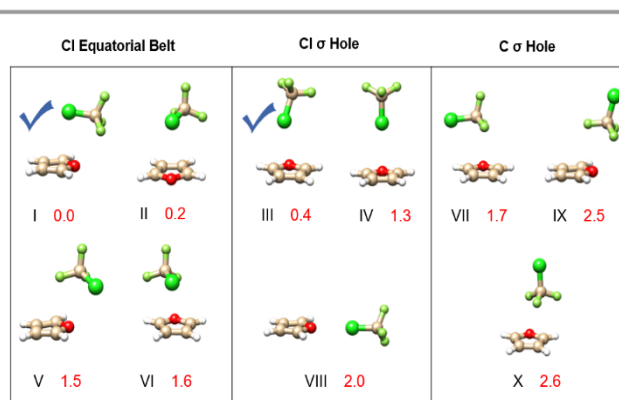 Cl Equatorial Belt Cl σ Hole C σ Hole
I 0.0 II 0.2 III 0.4 IV 1.3 VII 1.7 IX 2.5
V 1.5 VI 1.6 VIII 2.0 X 2.6